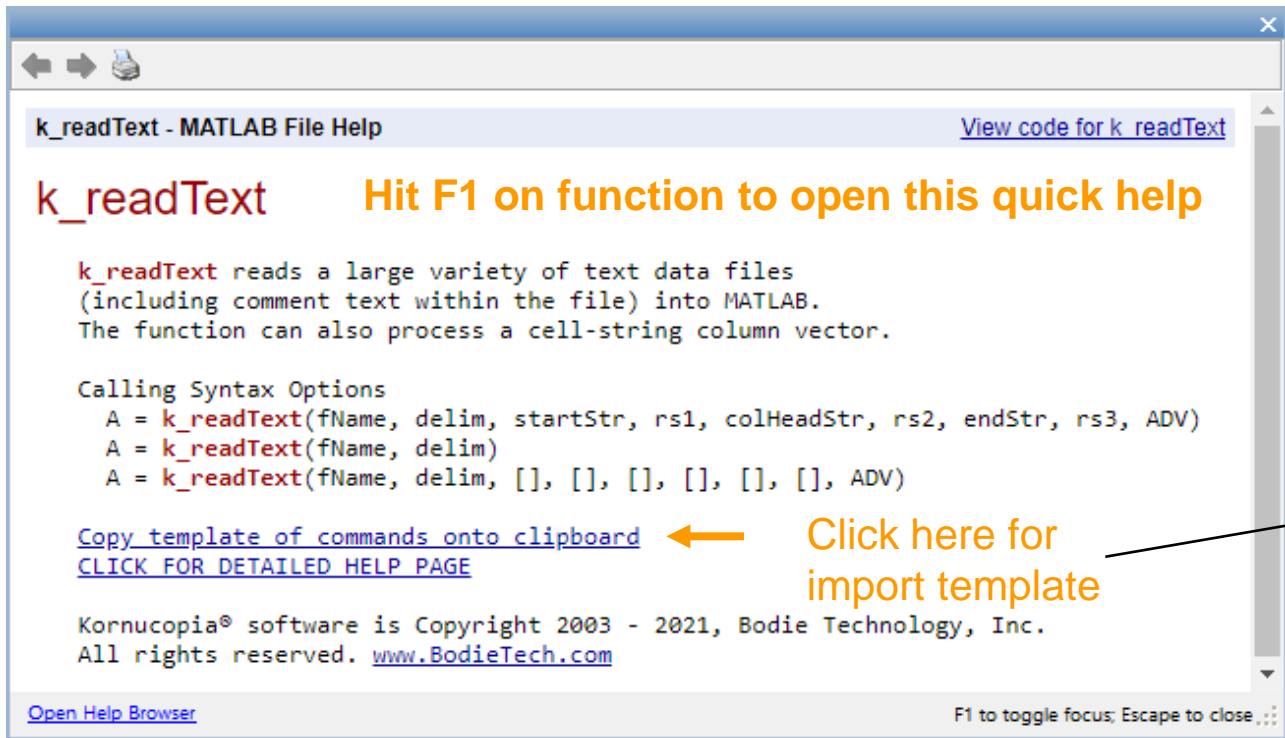 k_readText - MATLAB File Help View code for k_readText
k_readText Hit F1 on function to open this quick help
k_readText reads a large variety of text data files
(including comment text within the file) into MATLAB.
The function can also process a cell-string column vector.
Calling Syntax Options
A = k_readText(fName, delim, startStr, rs1, colHeadStr, rs2, endStr, rs3, ADV)
A = k_readText(fName, delim)
A = k_readText(fName, delim, [], [], [], [], [], [], ADV)
Copy template of commands onto clipboard
CLICK FOR DETAILED HELP PAGE
Click here for
import template
Kornucopia® software is Copyright 2003 - 2021, Bodie Technology, Inc.
All rights reserved. www.BodieTech.com
Open Help Browser F1 to toggle focus; Escape to close